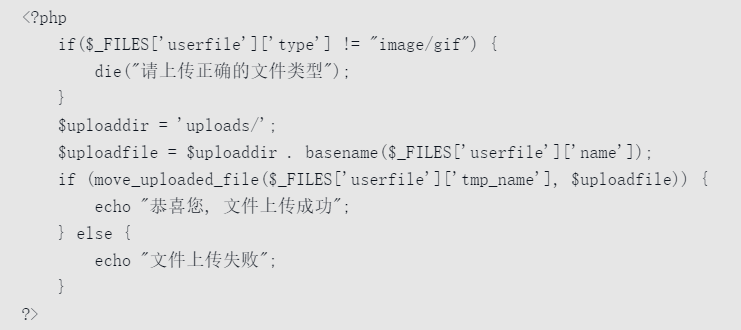 <?php
    if($_FILES['userfile']['type'] != "image/gif") {
        die("请上传正确的文件类型");
    }
    $uploaddir = 'uploads/';
    $uploadfile = $uploaddir . basename($_FILES['userfile']['name']);
    if (move_uploaded_file($_FILES['userfile']['tmp_name'], $uploadfile)) {
        echo "恭喜您, 文件上传成功";
    } else {
        echo "文件上传失败";
    }
?>